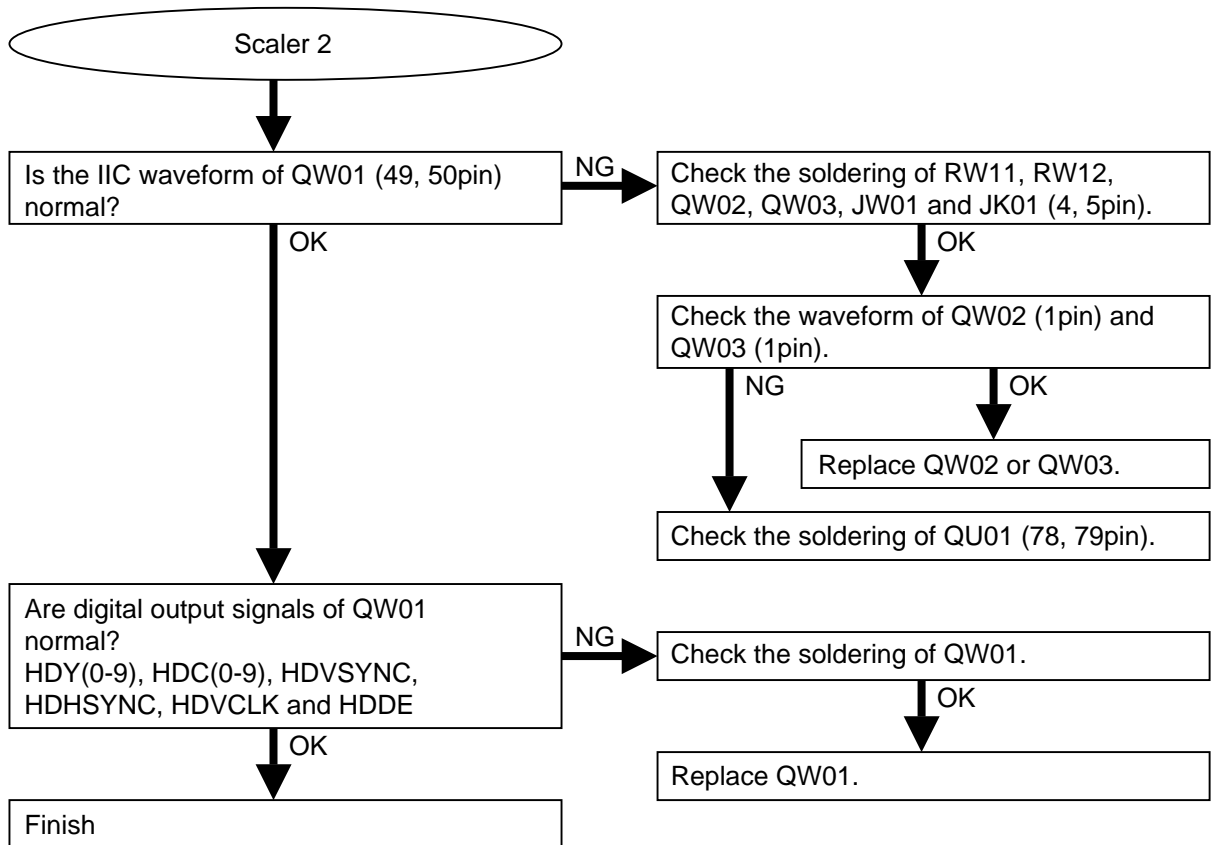 Scaler 2
Is the IIC waveform of QW01 (49, 50pin)
normal?
NG
Check the soldering of RW11, RW12,
QW02, QW03, JW01 and JK01 (4, 5pin).
OK
OK
Check the waveform of QW02 (1pin) and
QW03 (1pin).
NG
OK
Replace QW02 or QW03.
Check the soldering of QU01 (78, 79pin).
Are digital output signals of QW01
normal?
HDY(0-9), HDC(0-9), HDVSYNC,
HDHSYNC, HDVCLK and HDDE
NG
Check the soldering of QW01.
OK
OK
Replace QW01.
Finish